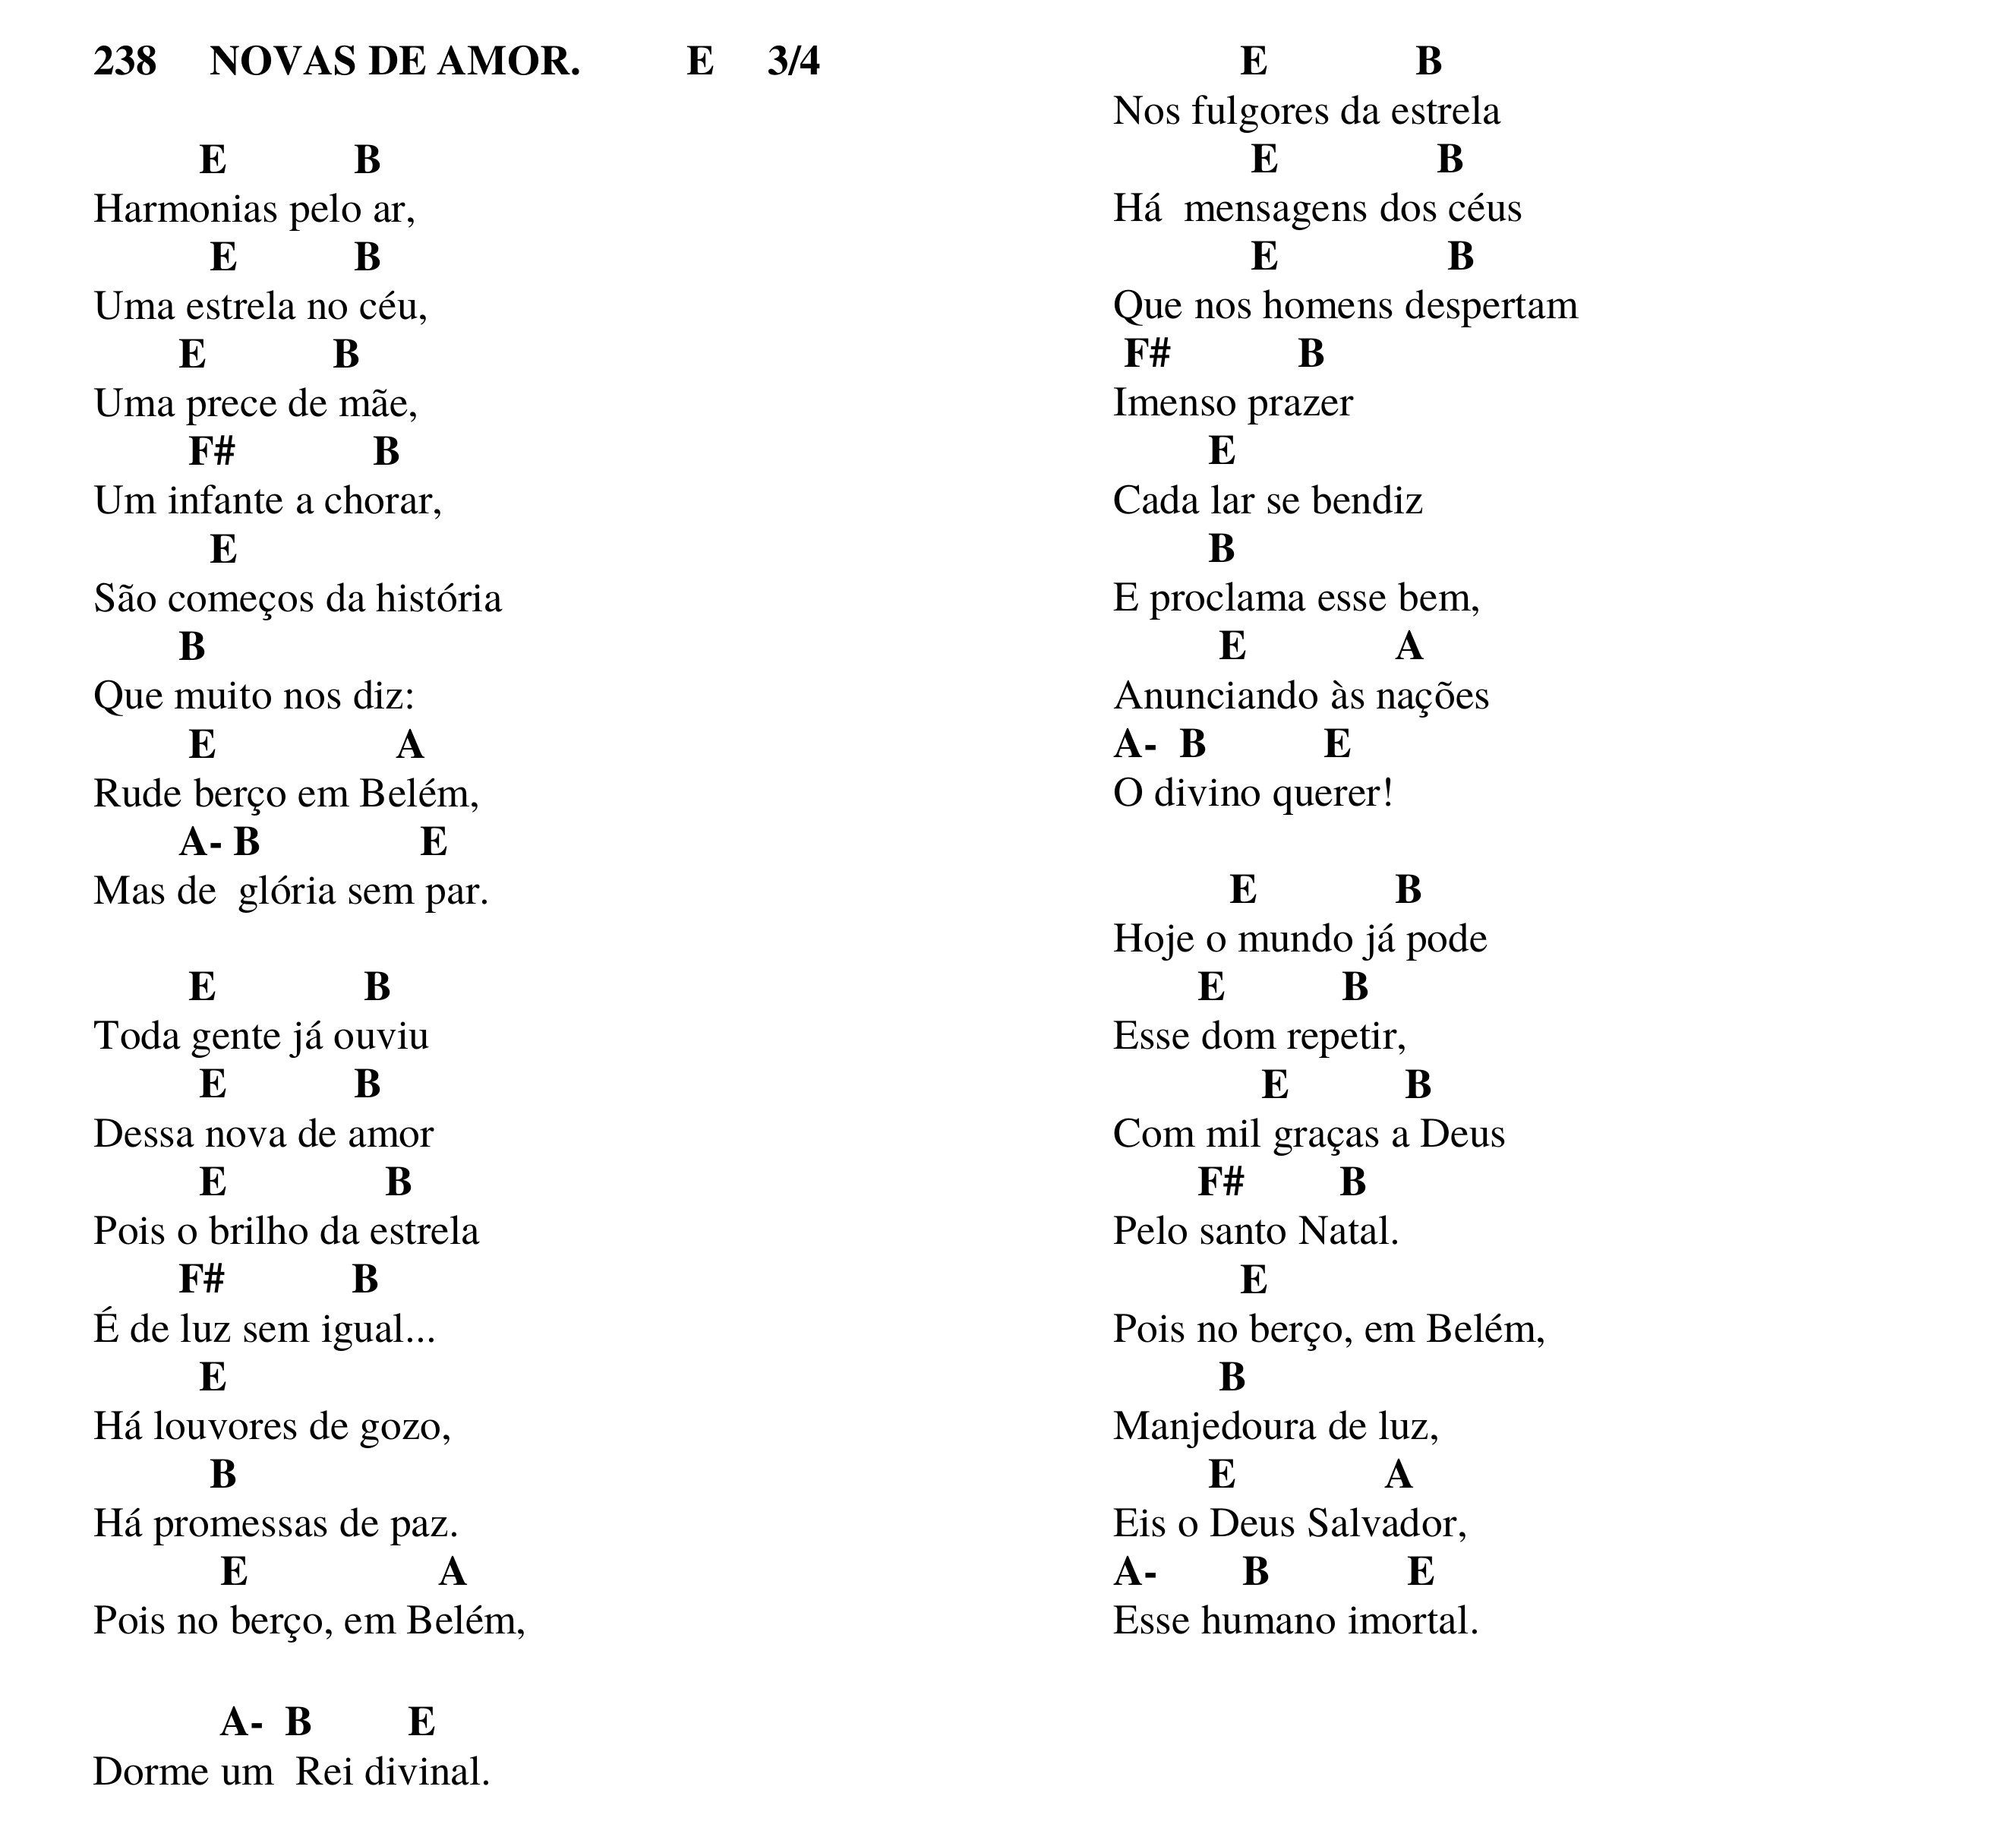 238 NOVAS DE AMOR. E 3/4
E B
Harmonias pelo ar,
E B
Uma estrela no céu,
E B
Uma prece de mãe,
F# B
Um infante a chorar,
E
São começos da história
B
Que muito nos diz:
E A
Rude berço em Belém,
A- B E
Mas de glória sem par.
E B
Toda gente já ouviu
E B
Dessa nova de amor
E B
Pois o brilho da estrela
F# B
É de luz sem igual...
E
Há louvores de gozo,
B
Há promessas de paz.
E A
Pois no berço, em Belém,
A- B E
Dorme um Rei divinal.
E B
Nos fulgores da estrela
E B
Há mensagens dos céus
E B
Que nos homens despertam
F# B
Imenso prazer
E
Cada lar se bendiz
B
E proclama esse bem,
E A
Anunciando às nações
A- B E
O divino querer!
E B
Hoje o mundo já pode
E B
Esse dom repetir,
E B
Com mil graças a Deus
F# B
Pelo santo Natal.
E
Pois no berço, em Belém,
B
Manjedoura de luz,
E A
Eis o Deus Salvador,
A- B E
Esse humano imortal.